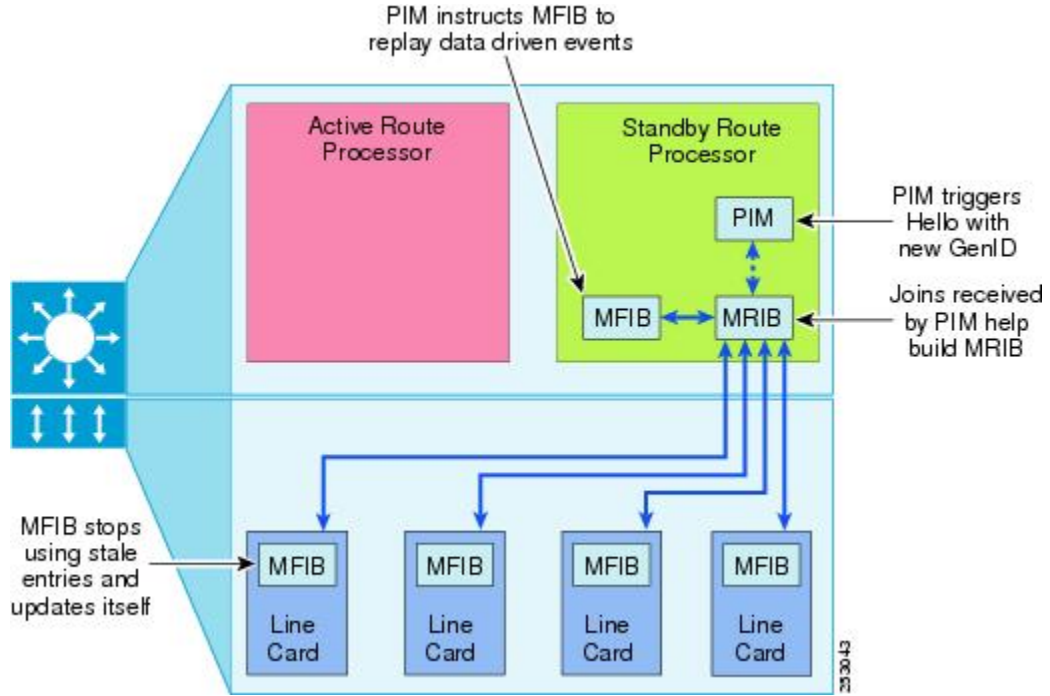 PIM instructs MFIB to
replay data driven events
Active Route
Processor
Standby Route
Processor
PIM
PIM triggers
Hello with
new GenID
MFIB
MRIB
Joins received
by PIM help
build MRIB
MFIB stops
using stale
entries and
updates itself
MFIB
Line
Card
MFIB
Line
Card
MFIB
Line
Card
MFIB
Line
Card
253043